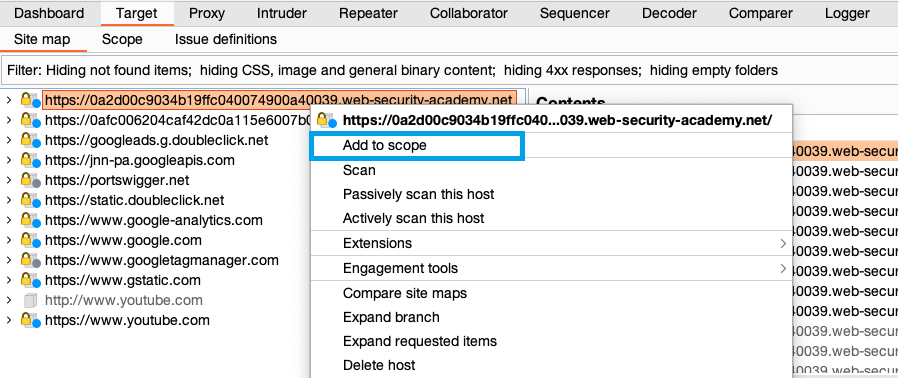 Dashboard Target Proxy Intruder Repeater Collaborator Sequencer Decoder Comparer Logger
Site map Scope Issue definitions
Filter: Hiding not found items; hiding CSS, image and general binary content; hiding 4xx responses; hiding empty folders
https://0a2d00c9034b19ffc040074900a40039.web-security-academy.net
Contents
https://0afc006204caf42dc0a115e6007b0
https://googleads.g.doubleclick.net
https://jnn-pa.googleapis.com
https://portswigger.net
https://static.doubleclick.net
https://www.google-analytics.com
https://www.google.com
https://www.googletagmanager.com
https://www.gstatic.com
http://www.youtube.com
https://www.youtube.com
https://0a2d00c9034b19ffc040...039.web-security-academy.net/
Add to scope
Scan
Passively scan this host
Actively scan this host
Extensions
Engagement tools
Compare site maps
Expand branch
Expand requested items
Delete host
40039.web-secur
40039.web-secur
40039.web-secur
40039.web-secur
40039.web-secur
40039.web-secur
40039.web-secur
40039.web-secur
40039.web-secur
40039.web-secur
40039.web-secur